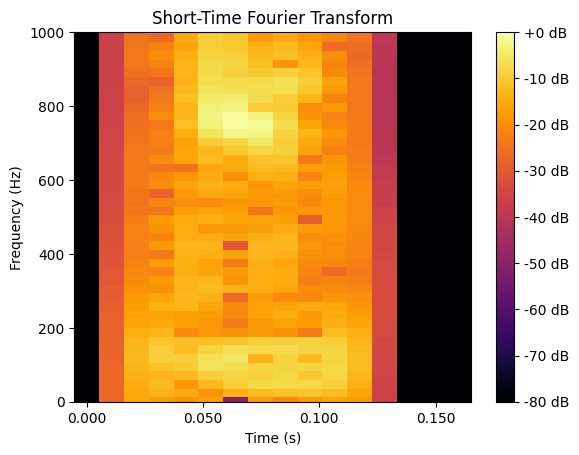 Short-Time Fourier Transform
1000
800
600
400
200
0
Frequency (Hz)
0.000
0.050
0.100
0.150
Time (s)
+0 dB
-10 dB
-20 dB
-30 dB
-40 dB
-50 dB
-60 dB
-70 dB
-80 dB